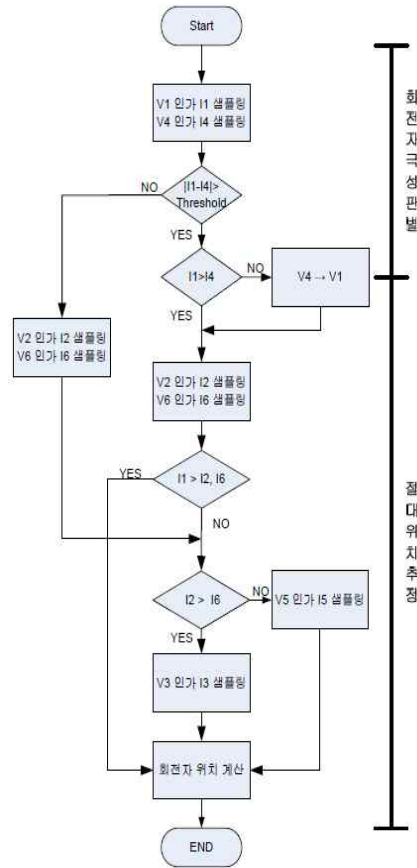 Start
V1 인가 I1 샘플링
V4 인가 I4 샘플링
|I1-I4|>
Threshold
NO
YES
I1>I4
NO
YES
V4 → V1
V2 인가 I2 샘플링
V6 인가 I6 샘플링
V2 인가 I2 샘플링
V6 인가 I6 샘플링
YES
I1 > I2, I6
NO
I2 > I6
NO
V5 인가 I5 샘플링
YES
V3 인가 I3 샘플링
회전자 위치 계산
END
회
전
자
극
성
판
별
절
대
위
치
추
정